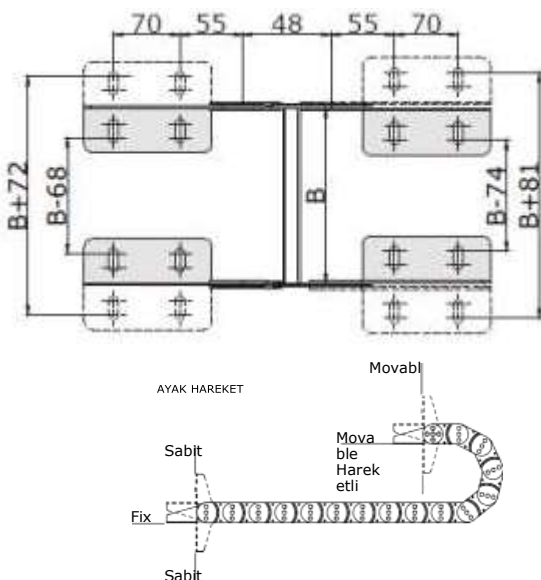 70 55 48 55 70
B+72
B-68
B
B-74
B+81
Movabl
AYAK HAREKET
Mova
ble
Harek
etli
Sabit
Fix
Sabit